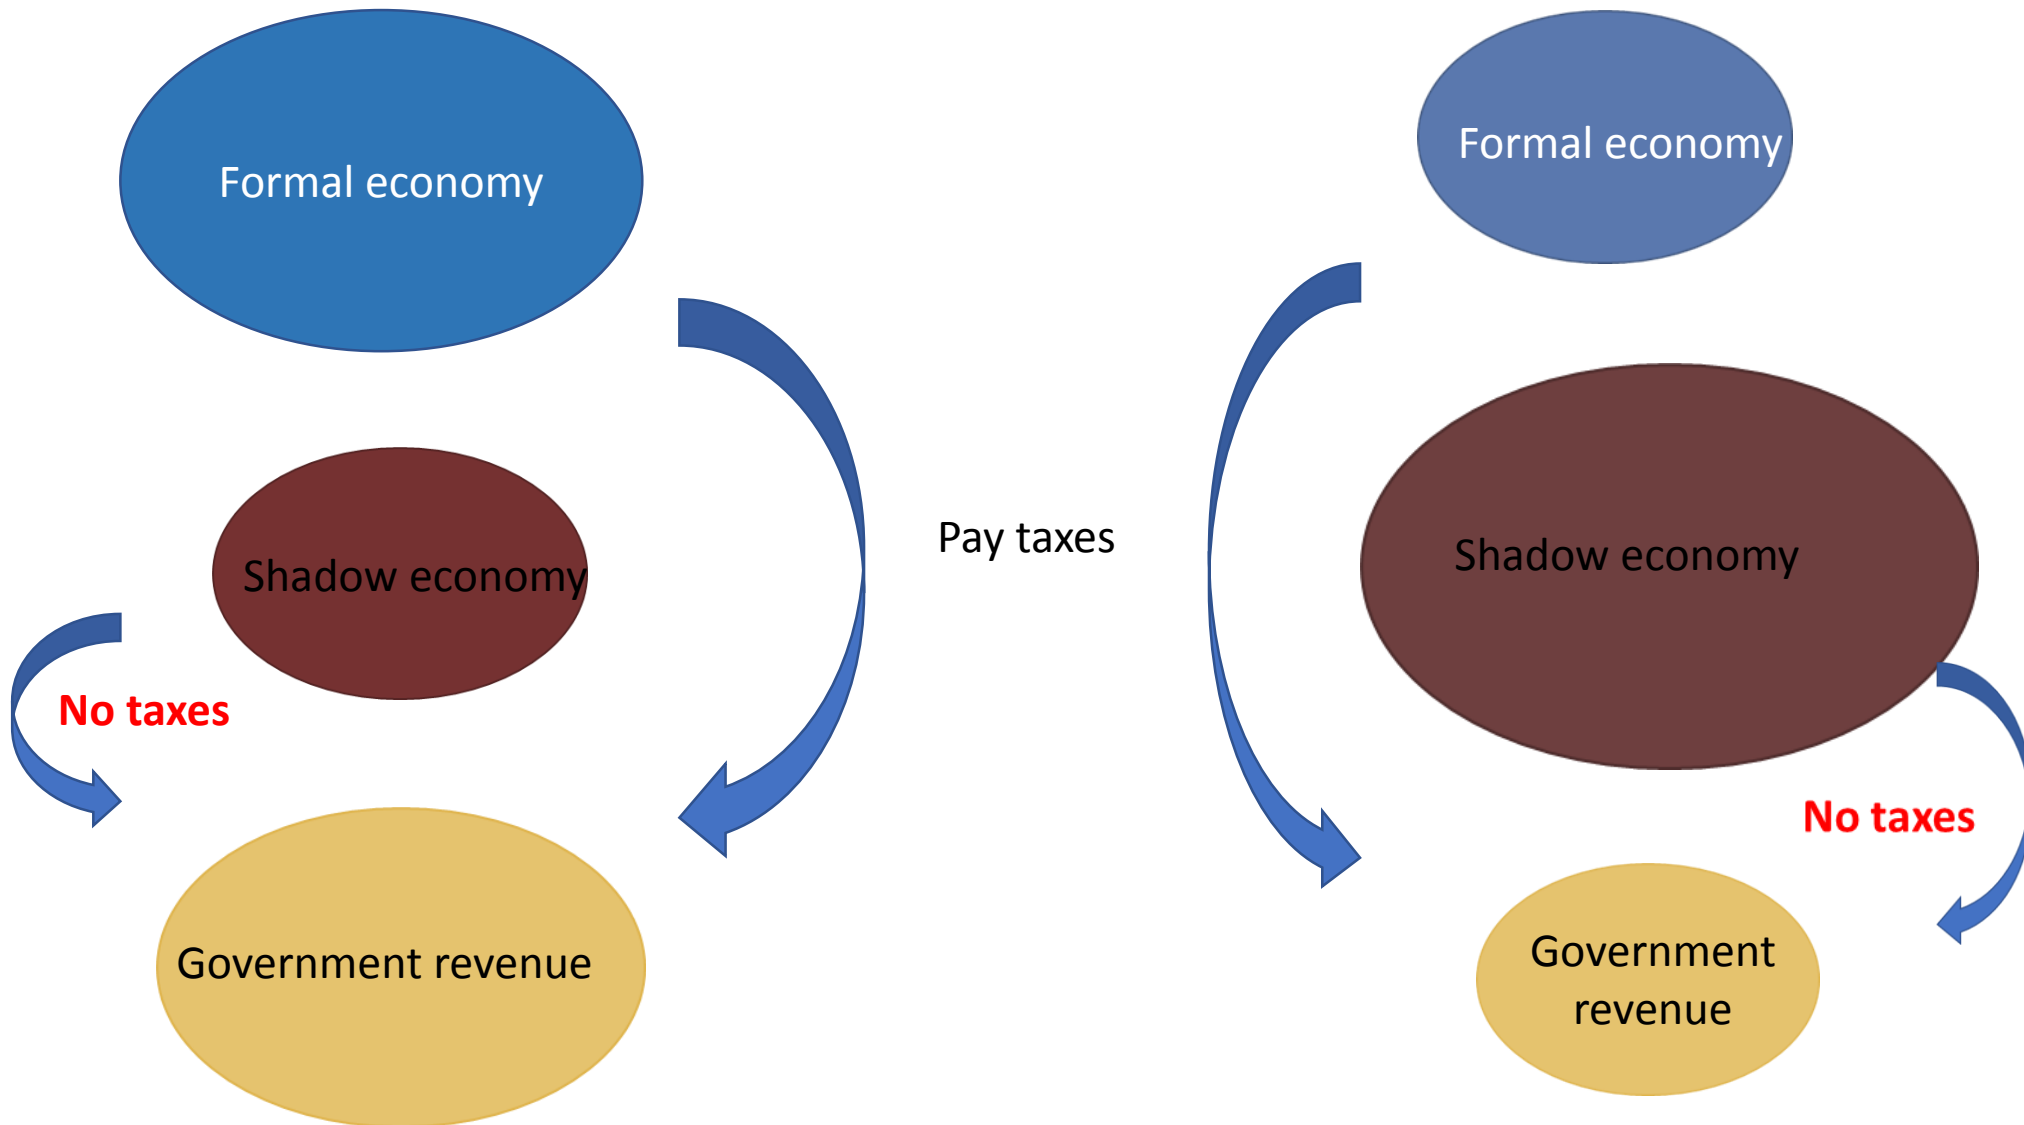 Formal economy
Shadow economy
No taxes
Government revenue
Pay taxes
Formal economy
Shadow economy
No taxes
Government
revenue